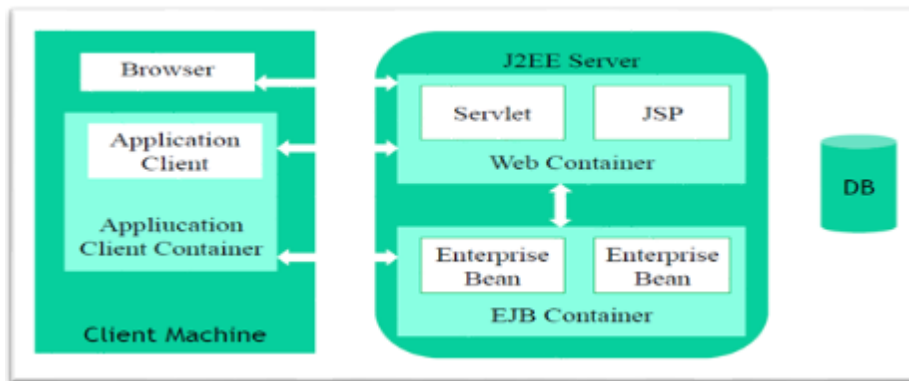 Browser
Application
Client
Appliucation
Client Container
Client Machine
J2EE Server
Servlet
JSP
Web Container
Enterprise
Bean
Enterprise
Bean
EJB Container
DB